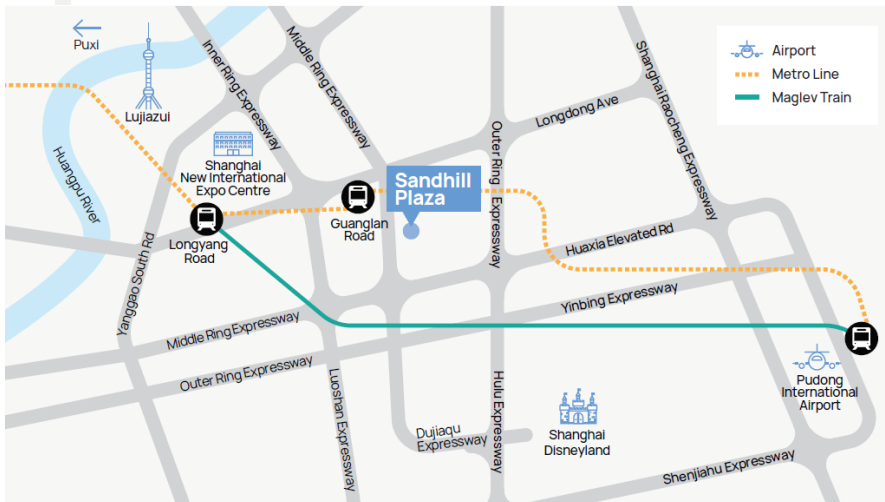 Puxi
Lujiazui
Huangpu River
Inner Ring Expressway
Middle Ring Expressway
Shanghai
New International
Expo Centre
Longyang
Road
Guanglan
Road
Sandhill
Plaza
Outer Ring Expressway
Longdong Ave
Shanghai Raocheng Expressway
Airport
Metro Line
Maglev Train
Yanggao South Rd
Huaxia Elevated Rd
Yinbing Expressway
Middle Ring Expressway
Outer Ring Expressway
Luoshan Expressway
Hulu Expressway
Dujiaqu
Expressway
Shanghai
Disneyland
Pudong
International
Airport
Shenjiahu Expressway